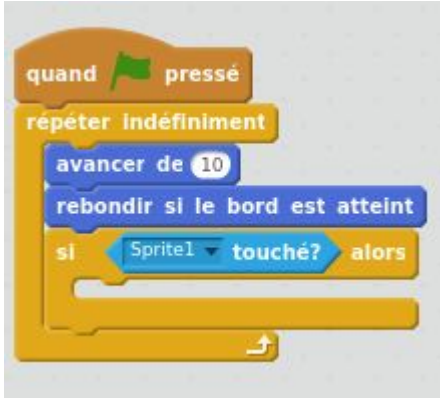 quand pressé
répéter indéfiniment
avancer de 10
rebondir si le bord est atteint
si Sprite1 touché? alors